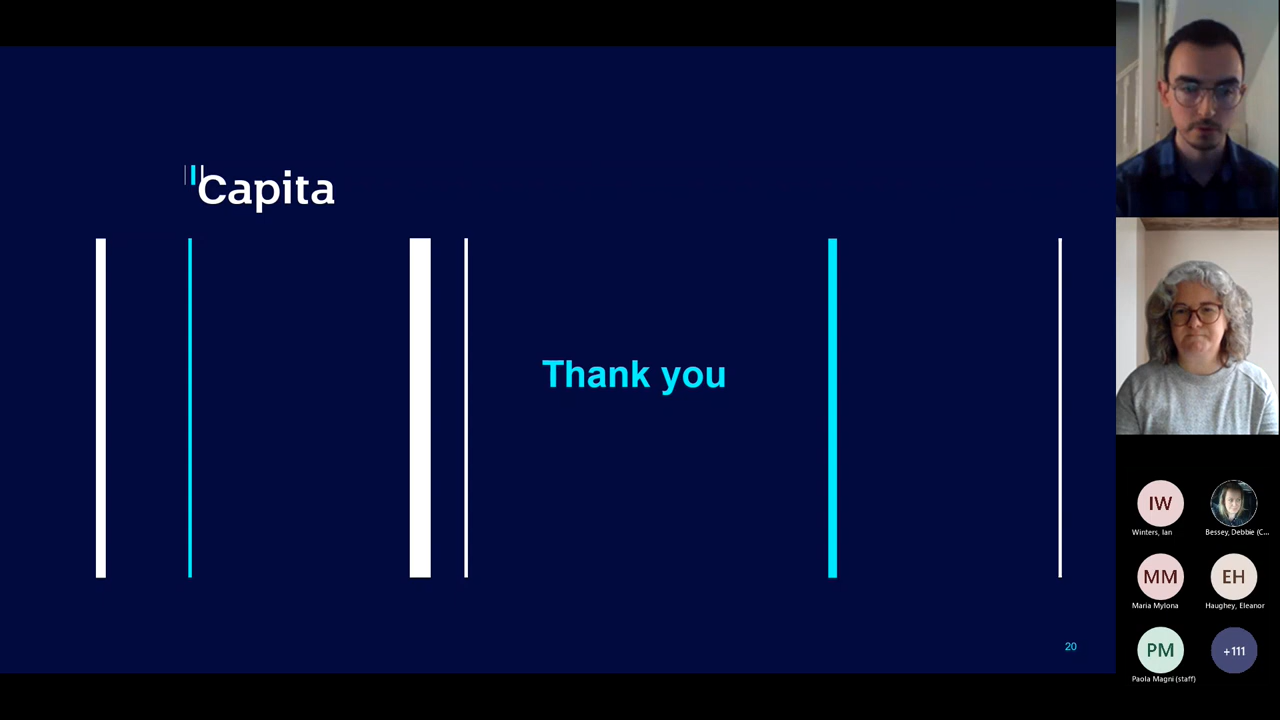 Capita
Thank you
20
IW
Winters, Ian
Bessey, Debbie (C...
MM
Maria Mylona
EH
Haughey, Eleanor
PM
Paola Magni (staff)
+111